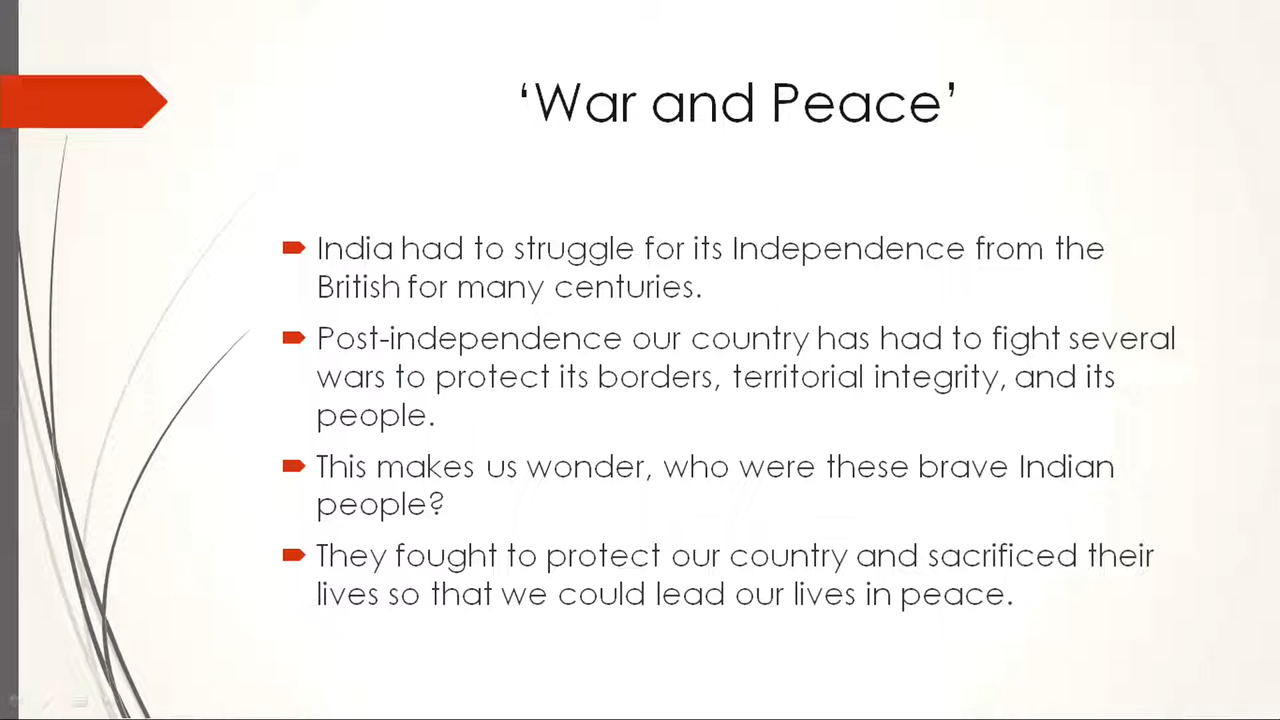 ‘War and Peace’
India had to struggle for its Independence from the
British for many centuries.
Post-independence our country has had to fight several
wars to protect its borders, territorial integrity, and its
people.
This makes us wonder, who were these brave Indian
people?
They fought to protect our country and sacrificed their
lives so that we could lead our lives in peace.